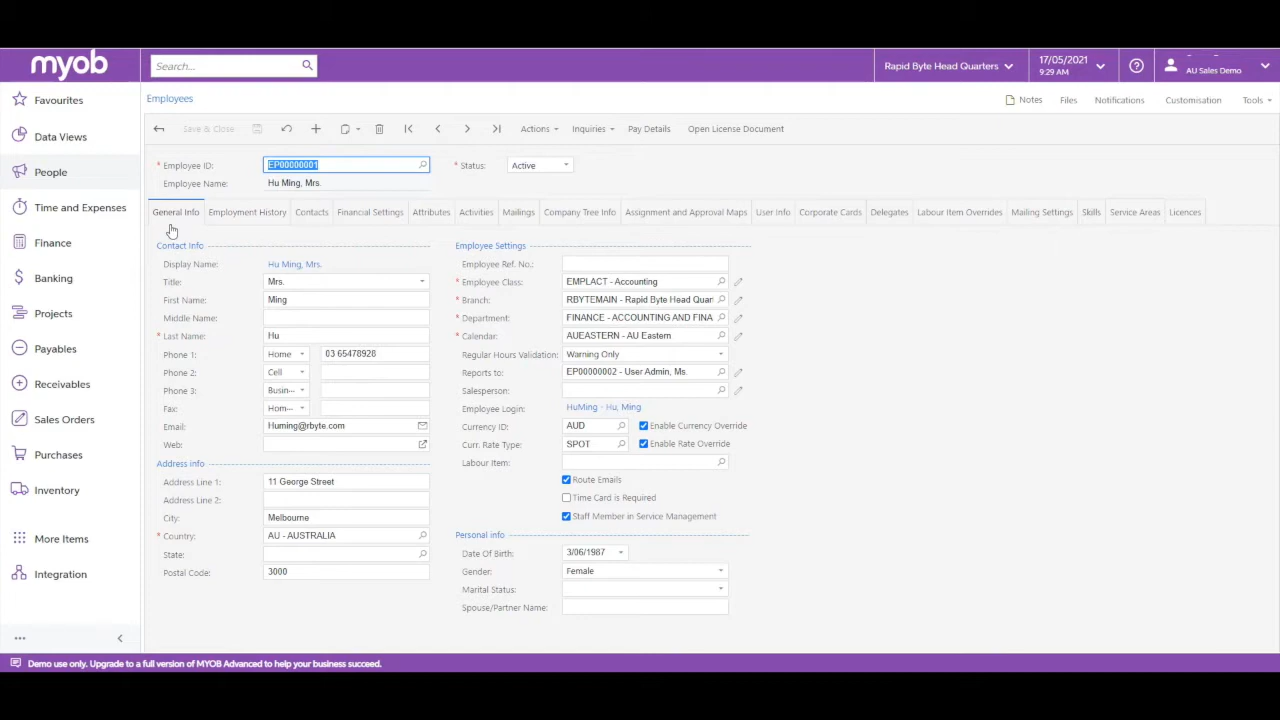 myob
Search...
Rapid Byte Head Quarters
17/05/2021
9:29 AM
AU Sales Demo
Favourites
Data Views
People
Time and Expenses
Finance
Banking
Projects
Payables
Receivables
Sales Orders
Purchases
Inventory
More Items
Integration
Employees
Notes Files Notifications Customisation Tools
Save & Close Actions Inquiries Pay Details Open License Document
* Employee ID: EP00000001 * Status: Active
Employee Name: Hu Ming, Mrs.
General Info Employment History Contacts Financial Settings Attributes Activities Mailings Company Tree Info Assignment and Approval Maps User Info Corporate Cards Delegates Labour Item Overrides Mailing Settings Skills Service Areas Licences
Contact Info
Display Name: Hu Ming, Mrs.
Title: Mrs.
First Name: Ming
Middle Name:
* Last Name: Hu
Phone 1: Home 03 65478928
Phone 2: Cell
Phone 3: Busin···
Fax: Hom···
Email: Huming@rbyte.com
Web:
Address info
Address Line 1: 11 George Street
Address Line 2:
City: Melbourne
* Country: AU - AUSTRALIA
State:
Postal Code: 3000
Employee Settings
Employee Ref. No.:
* Employee Class: EMPLACT - Accounting
* Branch: RBYTEMAIN - Rapid Byte Head Quar
* Department: FINANCE - ACCOUNTING AND FINA
* Calendar: AUEASTERN - AU Eastern
Regular Hours Validation: Warning Only
Reports to: EP00000002 - User Admin, Ms.
Salesperson:
Employee Login: HuMing - Hu, Ming
Currency ID: AUD Enable Currency Override
Curr. Rate Type: SPOT Enable Rate Override
Labour Item:
Route Emails
Time Card is Required
Staff Member in Service Management
Personal info
Date Of Birth: 3/06/1987
Gender: Female
Marital Status:
Spouse/Partner Name:
Demo use only. Upgrade to a full version of MYOB Advanced to help your business succeed.